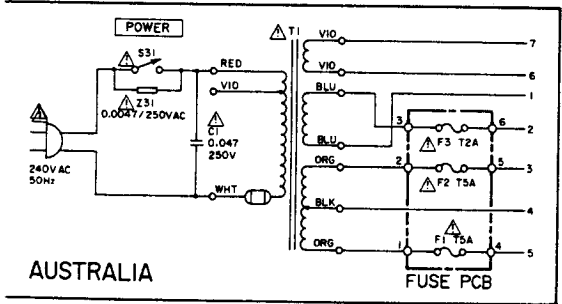 POWER
S31
Z31
0.0047/250VAC
240VAC
50Hz
RED
VIO
C1
0.047
250V
WHT
T1
VIO
VIO
BLU
BLU
ORG
BLK
ORG
7
6
1
3
6
2
F3 T2A
2
5
3
F2 T5A
4
F1 T5A
1
4
5
AUSTRALIA
FUSE PCB